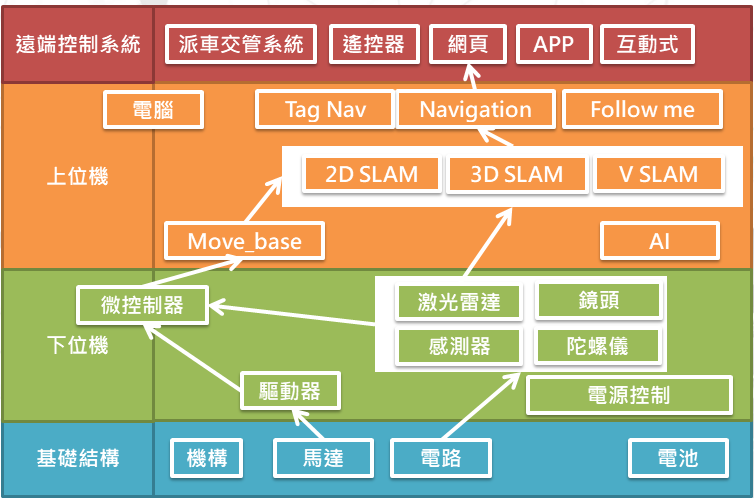 遠端控制系統
派車交管系統
遙控器
網頁
APP
互動式
電腦
Tag Nav
Navigation
Follow me
上位機
2D SLAM
3D SLAM
V SLAM
Move_base
AI
微控制器
激光雷達
鏡頭
下位機
感測器
陀螺儀
驅動器
電源控制
基礎結構
機構
馬達
電路
電池